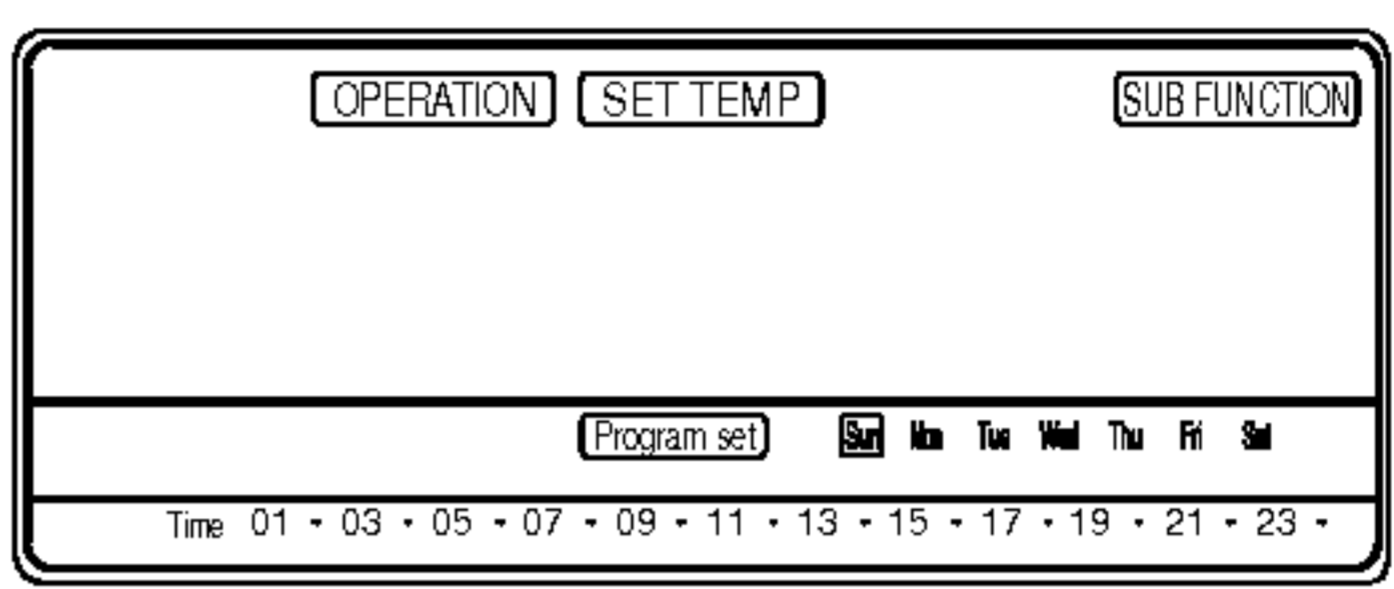 OPERATION SET TEMP SUB FUNCTION
Program set Sun Mon Tue Wed Thu Fri Sat
Time 01 - 03 - 05 - 07 - 09 - 11 - 13 - 15 - 17 - 19 - 21 - 23 -